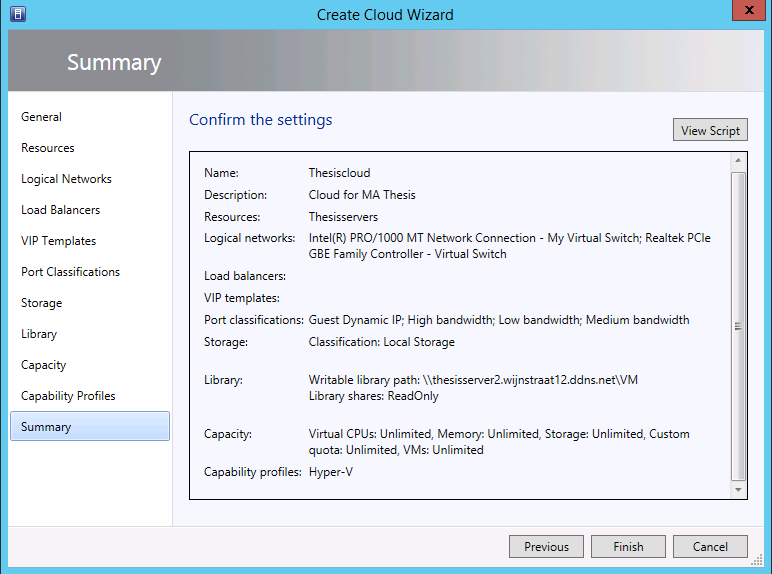 Create Cloud Wizard
x
Summary
General
Resources
Logical Networks
Load Balancers
VIP Templates
Port Classifications
Storage
Library
Capacity
Capability Profiles
Summary
Confirm the settings
View Script
Name: Thesiscloud
Description: Cloud for MA Thesis
Resources: Thesisservers
Logical networks: Intel(R) PRO/1000 MT Network Connection - My Virtual Switch; Realtek PCIe
GBE Family Controller - Virtual Switch
Load balancers:
VIP templates:
Port classifications: Guest Dynamic IP; High bandwidth; Low bandwidth; Medium bandwidth
Storage: Classification: Local Storage
Library: Writable library path: \\thesisserver2.wijnstraat12.ddns.net\VM
Library shares: ReadOnly
Capacity: Virtual CPUs: Unlimited, Memory: Unlimited, Storage: Unlimited, Custom
quota: Unlimited, VMs: Unlimited
Capability profiles: Hyper-V
Previous Finish Cancel